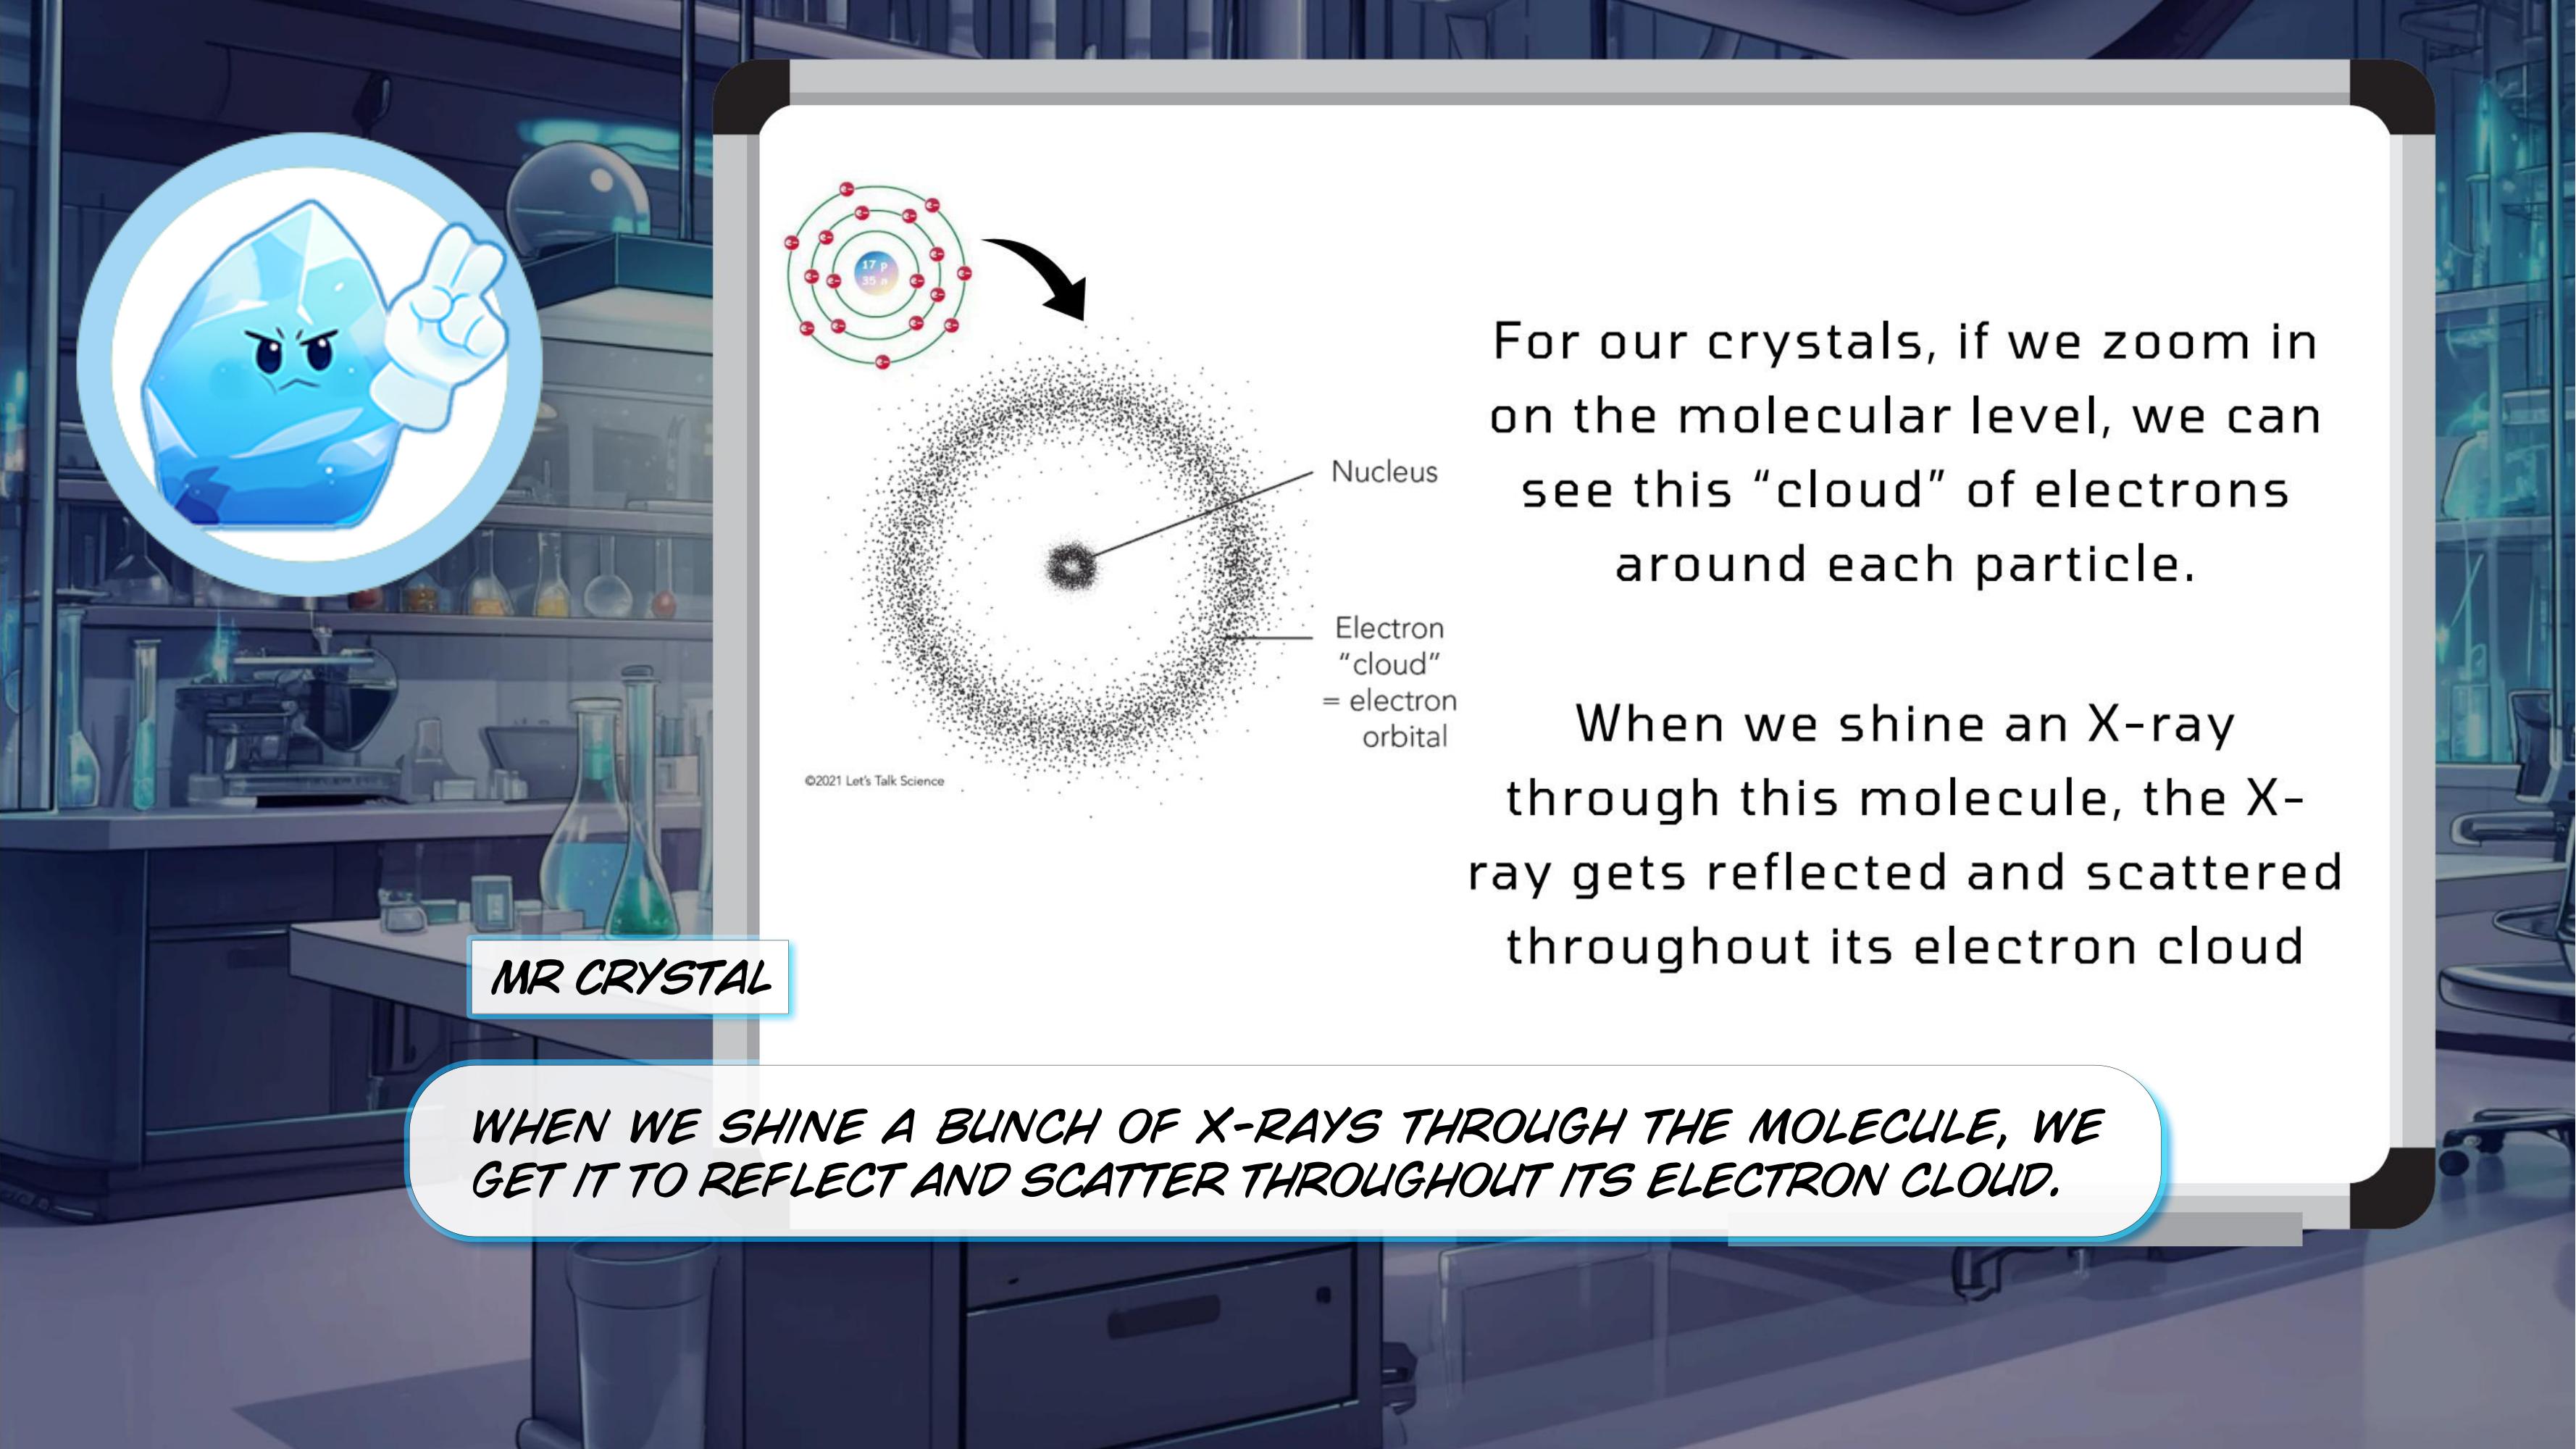 e- e- e- e- e- e- e- e- e- e- e- e- e- e- e- e- e-
17 p
35 n
Nucleus
Electron
“cloud”
= electron
orbital
©2021 Let's Talk Science
For our crystals, if we zoom in
on the molecular level, we can
see this “cloud” of electrons
around each particle.
When we shine an X-ray
through this molecule, the X-
ray gets reflected and scattered
throughout its electron cloud
MR CRYSTAL
WHEN WE SHINE A BUNCH OF X-RAYS THROUGH THE MOLECULE, WE
GET IT TO REFLECT AND SCATTER THROUGHOUT ITS ELECTRON CLOUD.